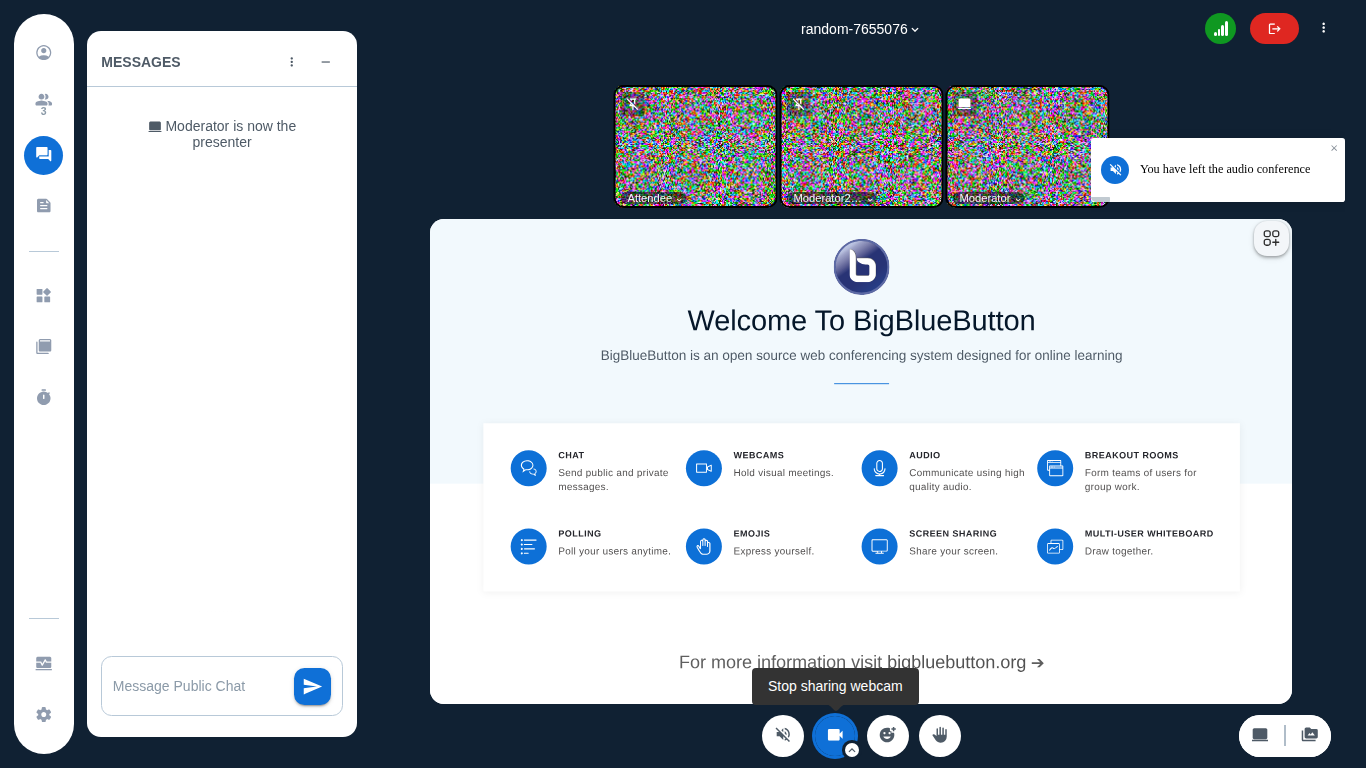 random-7655076
3
MESSAGES
Moderator is now the
presenter
Message Public Chat
Attendee
Moderator2...
Moderator
You have left the audio conference
Welcome To BigBlueButton
BigBlueButton is an open source web conferencing system designed for online learning
CHAT
Send public and private
messages.
WEBCAMS
Hold visual meetings.
AUDIO
Communicate using high
quality audio.
BREAKOUT ROOMS
Form teams of users for
group work.
POLLING
Poll your users anytime.
EMOJIS
Express yourself.
SCREEN SHARING
Share your screen.
MULTI-USER WHITEBOARD
Draw together.
For more information visit bigbluebutton.org ➔
Stop sharing webcam